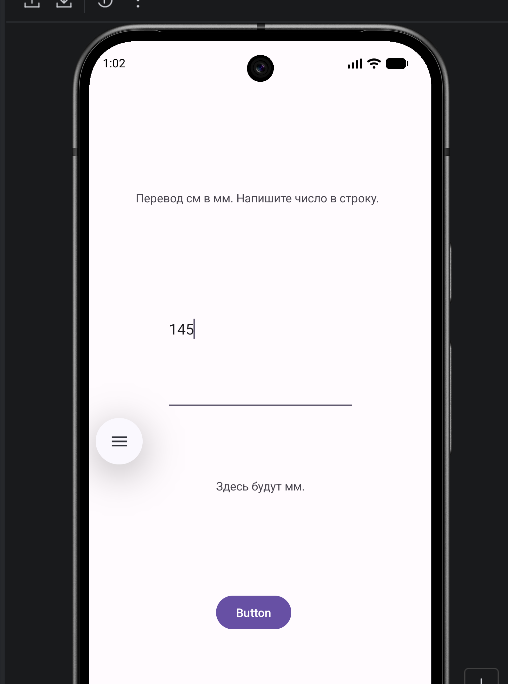 1:02
Перевод см в мм. Напишите число в строку.
145
Здесь будут мм.
Button